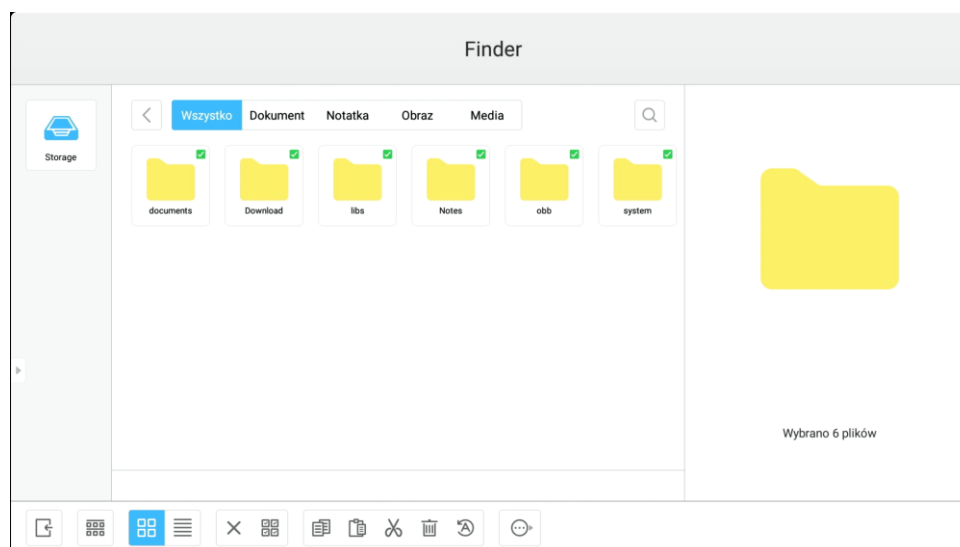 Finder
Storage
Wszystko Dokument Notatka Obraz Media
documents Download libs Notes obb system
Wybrano 6 plików